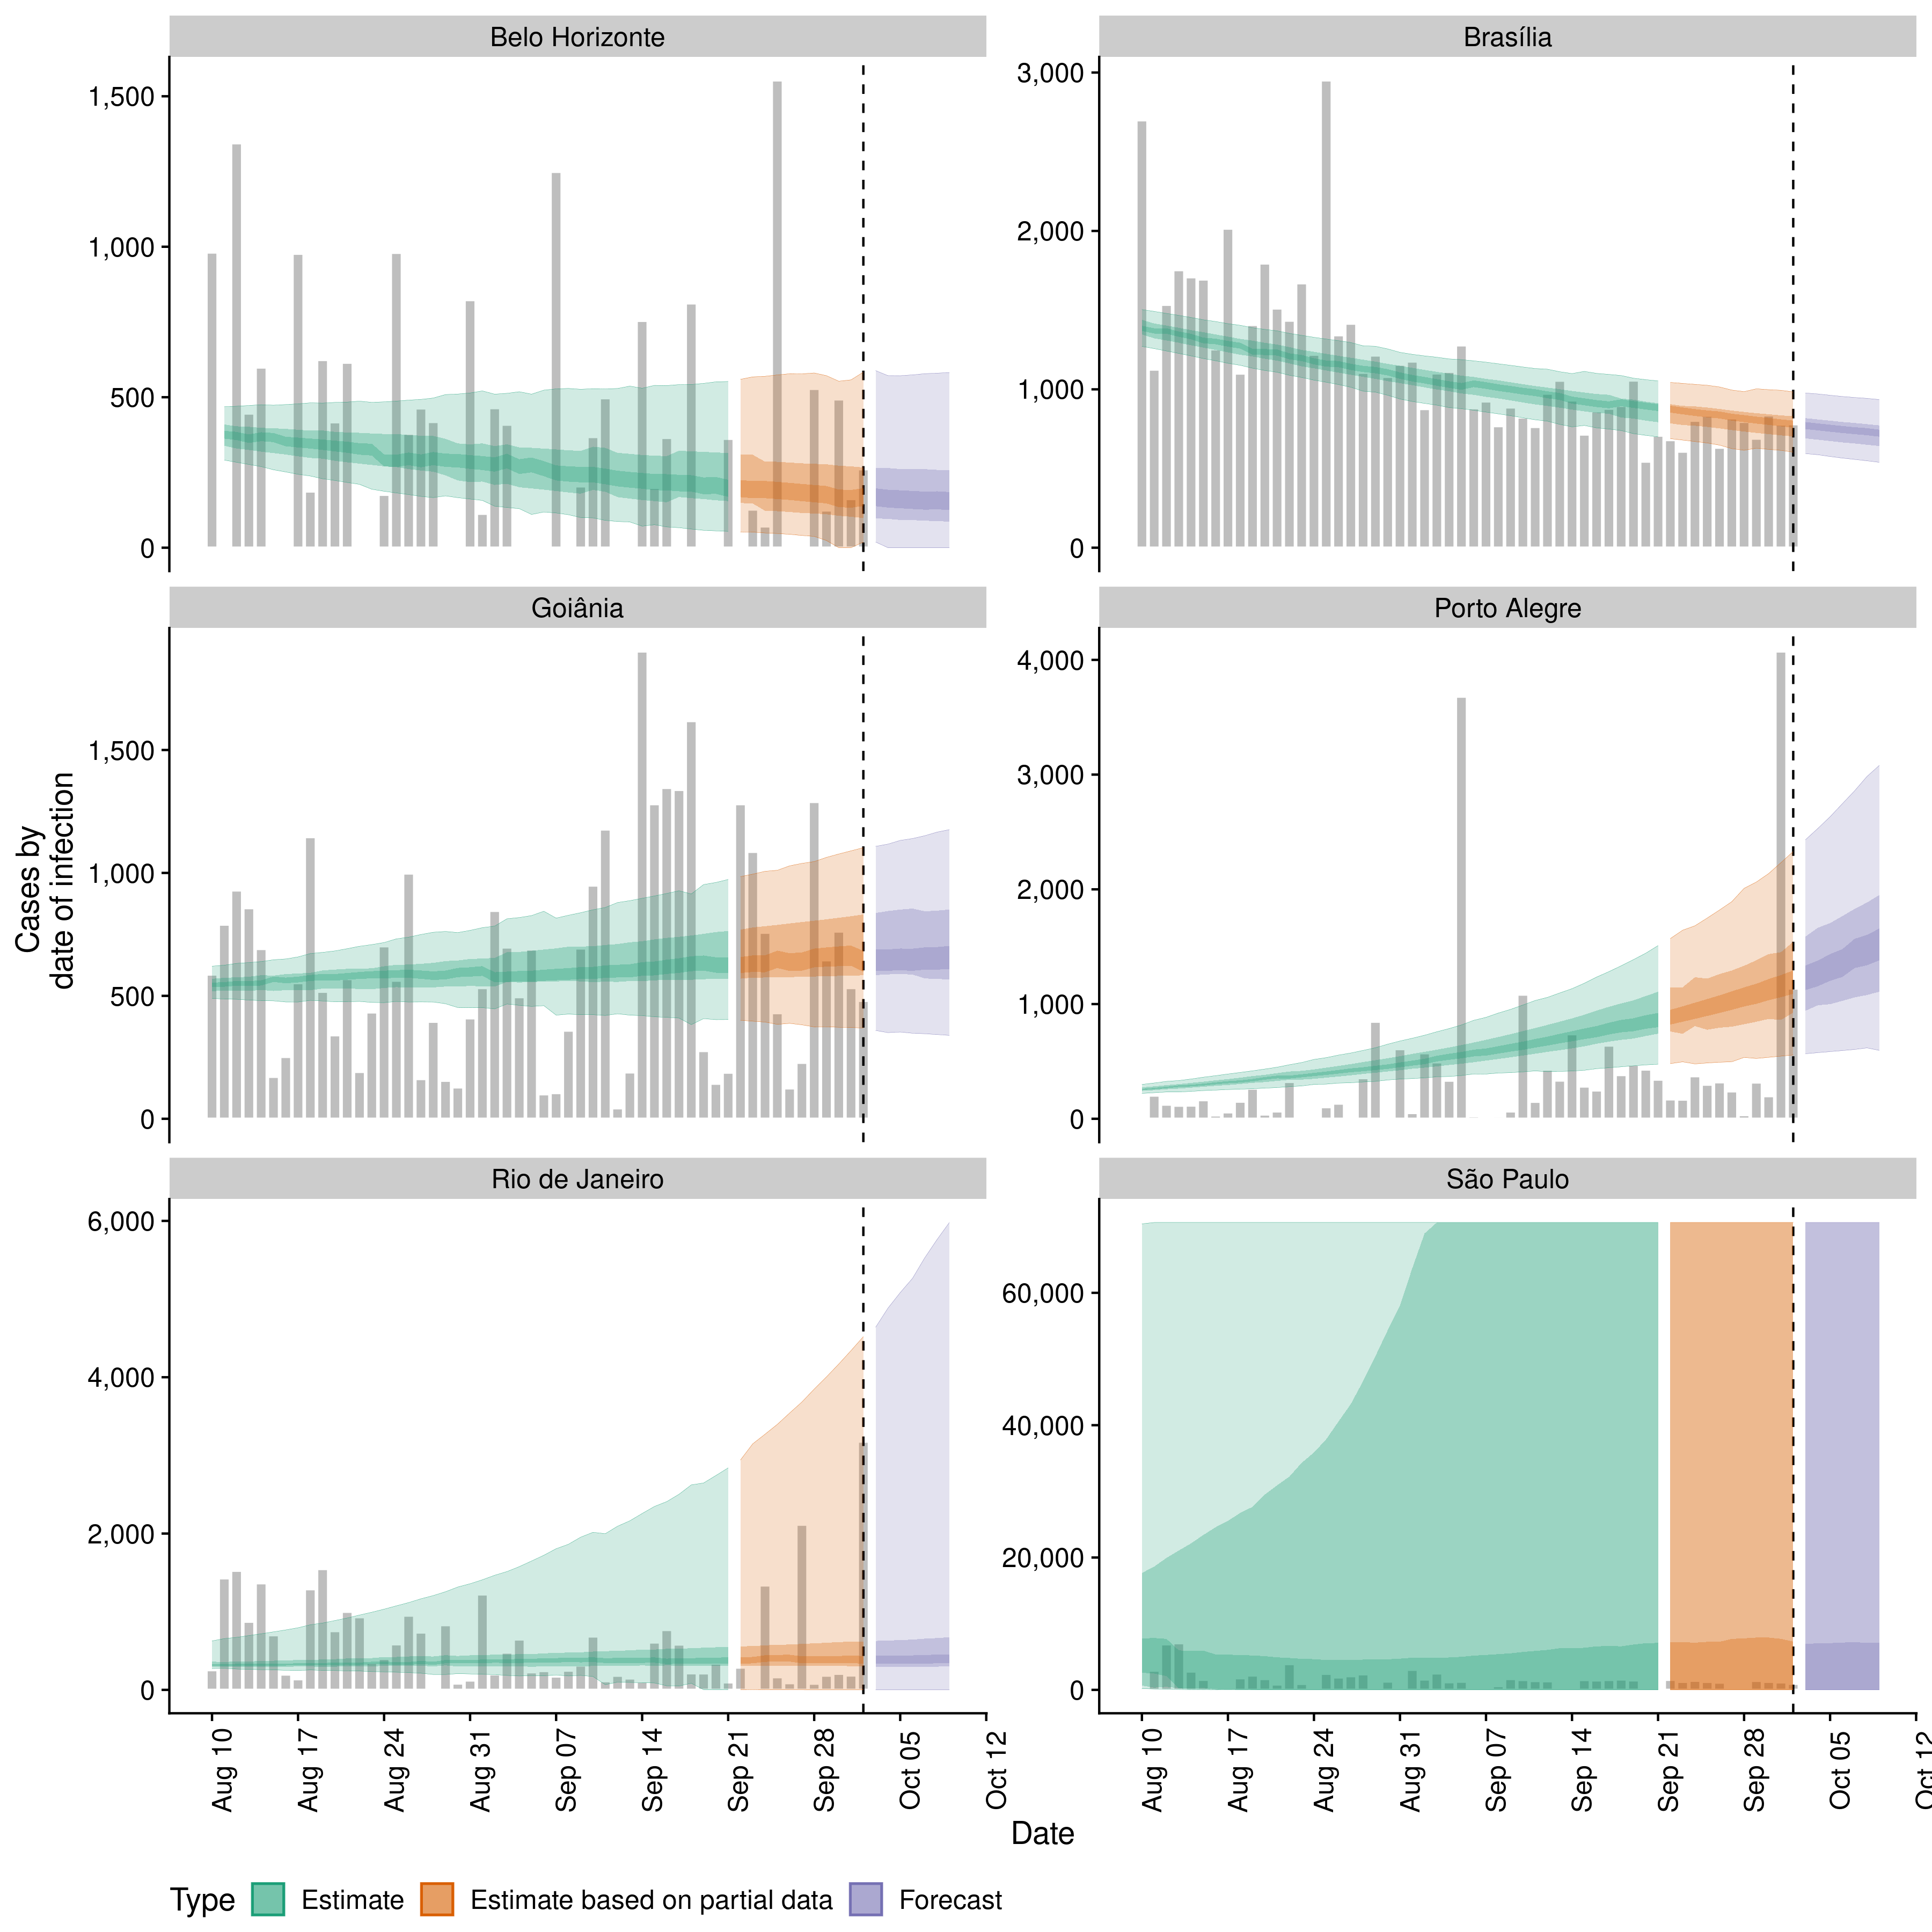 Belo Horizonte
Brasília
1,500
1,000
500
0
3,000
2,000
1,000
0
Goiânia
Porto Alegre
1,500
1,000
500
0
4,000
3,000
2,000
1,000
0
Rio de Janeiro
São Paulo
6,000
4,000
2,000
0
60,000
40,000
20,000
0
Cases by
date of infection
Aug 10
Aug 17
Aug 24
Aug 31
Sep 07
Sep 14
Sep 21
Sep 28
Oct 05
Oct 12
Aug 10
Aug 17
Aug 24
Aug 31
Sep 07
Sep 14
Sep 21
Sep 28
Oct 05
Oct 12
Date
Type Estimate Estimate based on partial data Forecast